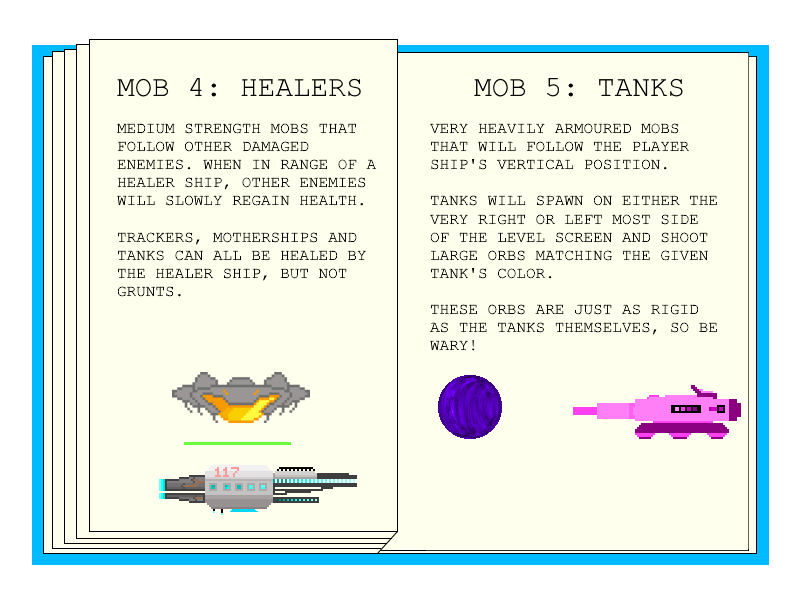 MOB 4: HEALERS
MEDIUM STRENGTH MOBS THAT
FOLLOW OTHER DAMAGED
ENEMIES. WHEN IN RANGE OF A
HEALER SHIP, OTHER ENEMIES
WILL SLOWLY REGAIN HEALTH.
TRACKERS, MOTHERSHIPS AND
TANKS CAN ALL BE HEALED BY
THE HEALER SHIP, BUT NOT
GRUNTS.
117
MOB 5: TANKS
VERY HEAVILY ARMOURED MOBS
THAT WILL FOLLOW THE PLAYER
SHIP'S VERTICAL POSITION.
TANKS WILL SPAWN ON EITHER THE
VERY RIGHT OR LEFT MOST SIDE
OF THE LEVEL SCREEN AND SHOOT
LARGE ORBS MATCHING THE GIVEN
TANK'S COLOR.
THESE ORBS ARE JUST AS RIGID
AS THE TANKS THEMSELVES, SO BE
WARY!